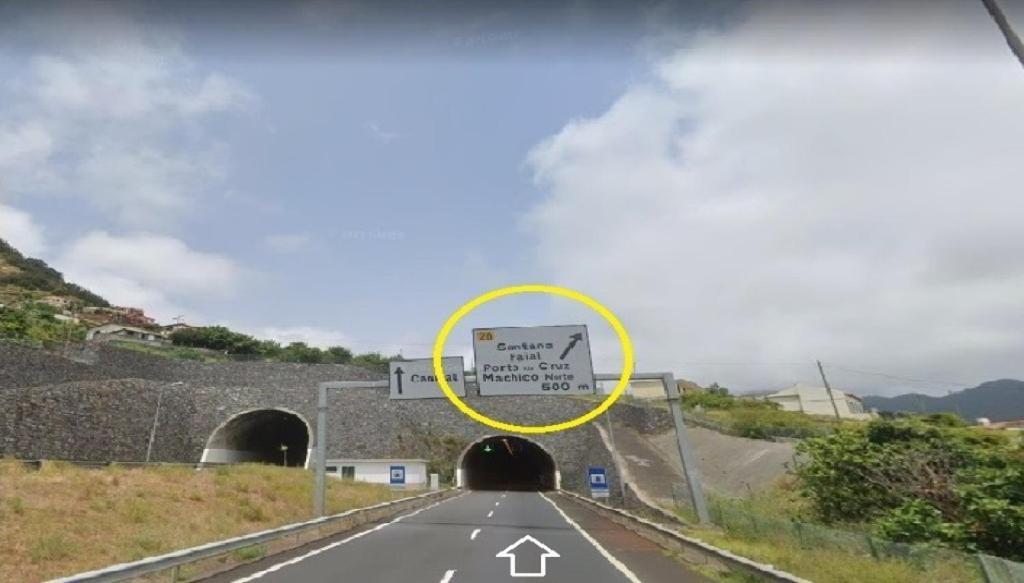 Caniçal
20
Santana
Faial
Porto da Cruz
Machico Norte
500 m